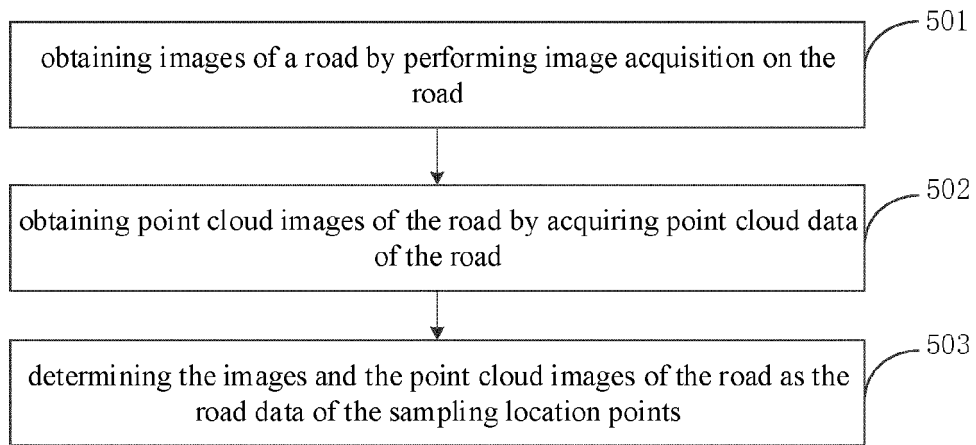 501
obtaining images of a road by performing image acquisition on the
road
502
obtaining point cloud images of the road by acquiring point cloud data
of the road
503
determining the images and the point cloud images of the road as the
road data of the sampling location points